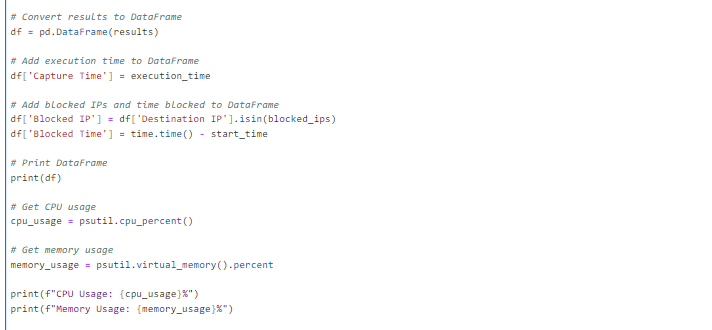 # Convert results to DataFrame
df = pd.DataFrame(results)
# Add execution time to DataFrame
df['Capture Time'] = execution_time
# Add blocked IPs and time blocked to DataFrame
df['Blocked IP'] = df['Destination IP'].isin(blocked_ips)
df['Blocked Time'] = time.time() - start_time
# Print DataFrame
print(df)
# Get CPU usage
cpu_usage = psutil.cpu_percent()
# Get memory usage
memory_usage = psutil.virtual_memory().percent
print(f"CPU Usage: {cpu_usage}%")
print(f"Memory Usage: {memory_usage}%")